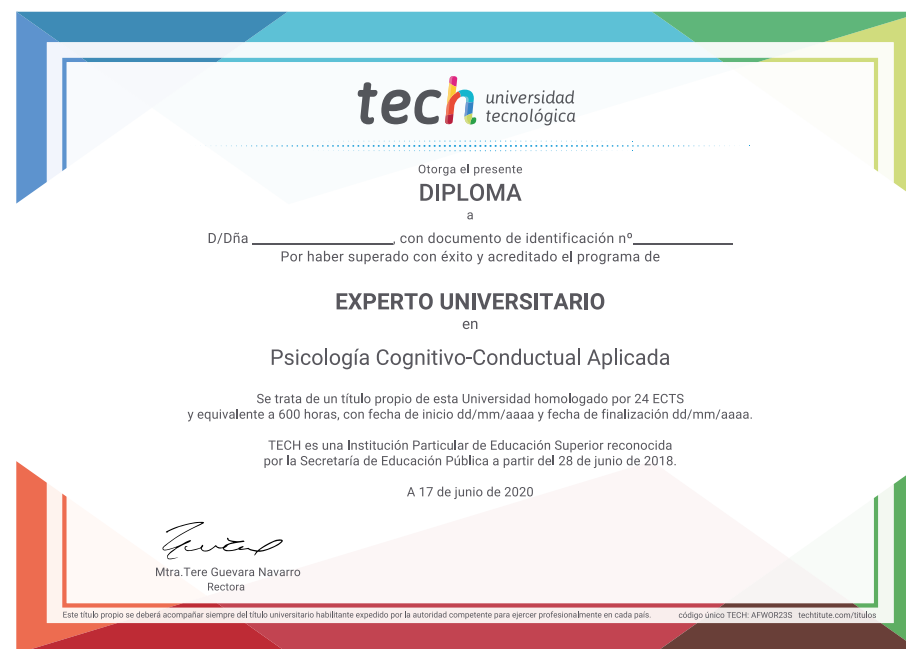 tech universidad
tecnológica
Otorga el presente
DIPLOMA
a
D/Dña ____________________, con documento de identificación nº______________
Por haber superado con éxito y acreditado el programa de
EXPERTO UNIVERSITARIO
en
Psicología Cognitivo-Conductual Aplicada
Se trata de un título propio de esta Universidad homologado por 24 ECTS
y equivalente a 600 horas, con fecha de inicio dd/mm/aaaa y fecha de finalización dd/mm/aaaa.
TECH es una Institución Particular de Educación Superior reconocida
por la Secretaría de Educación Pública a partir del 28 de junio de 2018.
A 17 de junio de 2020
Mtra.Tere Guevara Navarro
Rectora
Este título propio se deberá acompañar siempre del título universitario habilitante expedido por la autoridad competente para ejercer profesionalmente en cada país. código único TECH: AFWOR23S techtitute.com/titulos